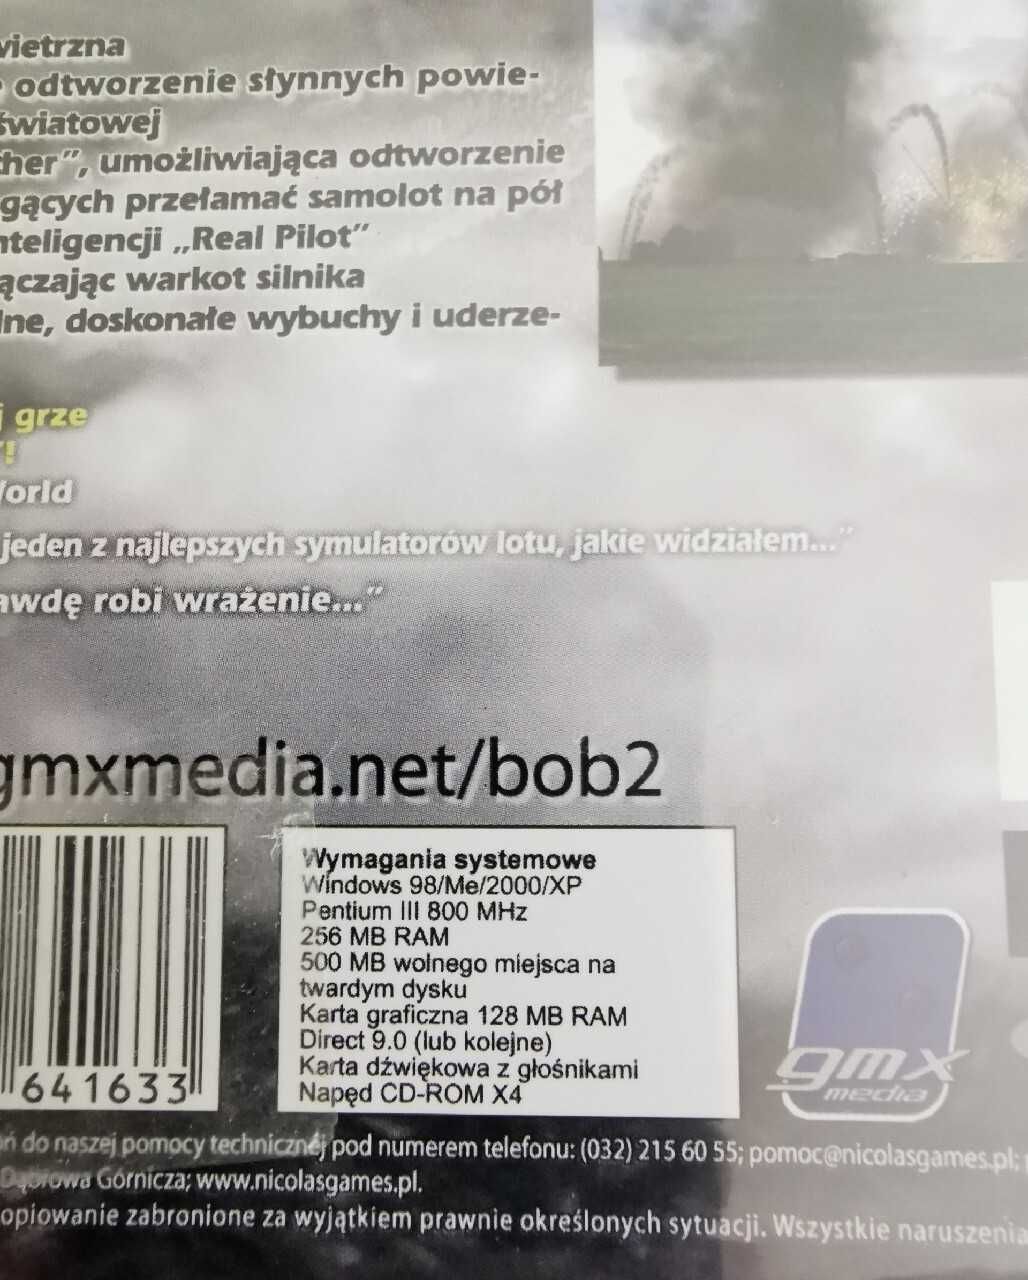 wietrzna
odtworzenie słynnych powie-
światowej
ther”, umożliwiająca odtworzenie
gących przełamać samolot na pół
nteligencji „Real Pilot”
ączając warkot silnika
lne, doskonałe wybuchy i uderze-
j grze
!
World
jeden z najlepszych symulatorów lotu, jakie widziałem...”
awdę robi wrażenie...”
gmxmedia.net/bob2
Wymagania systemowe
Windows 98/Me/2000/XP
Pentium III 800 MHz
256 MB RAM
500 MB wolnego miejsca na
twardym dysku
Karta graficzna 128 MB RAM
Direct 9.0 (lub kolejne)
Karta dźwiękowa z głośnikami
Napęd CD-ROM X4
641633
gmx
media
oń do naszej pomocy technicznej pod numerem telefonu: (032) 215 60 55; pomoc@nicolasgames.pl;
Dąbrowa Górnicza; www.nicolasgames.pl.
opiowanie zabronione za wyjątkiem prawnie określonych sytuacji. Wszystkie naruszenia